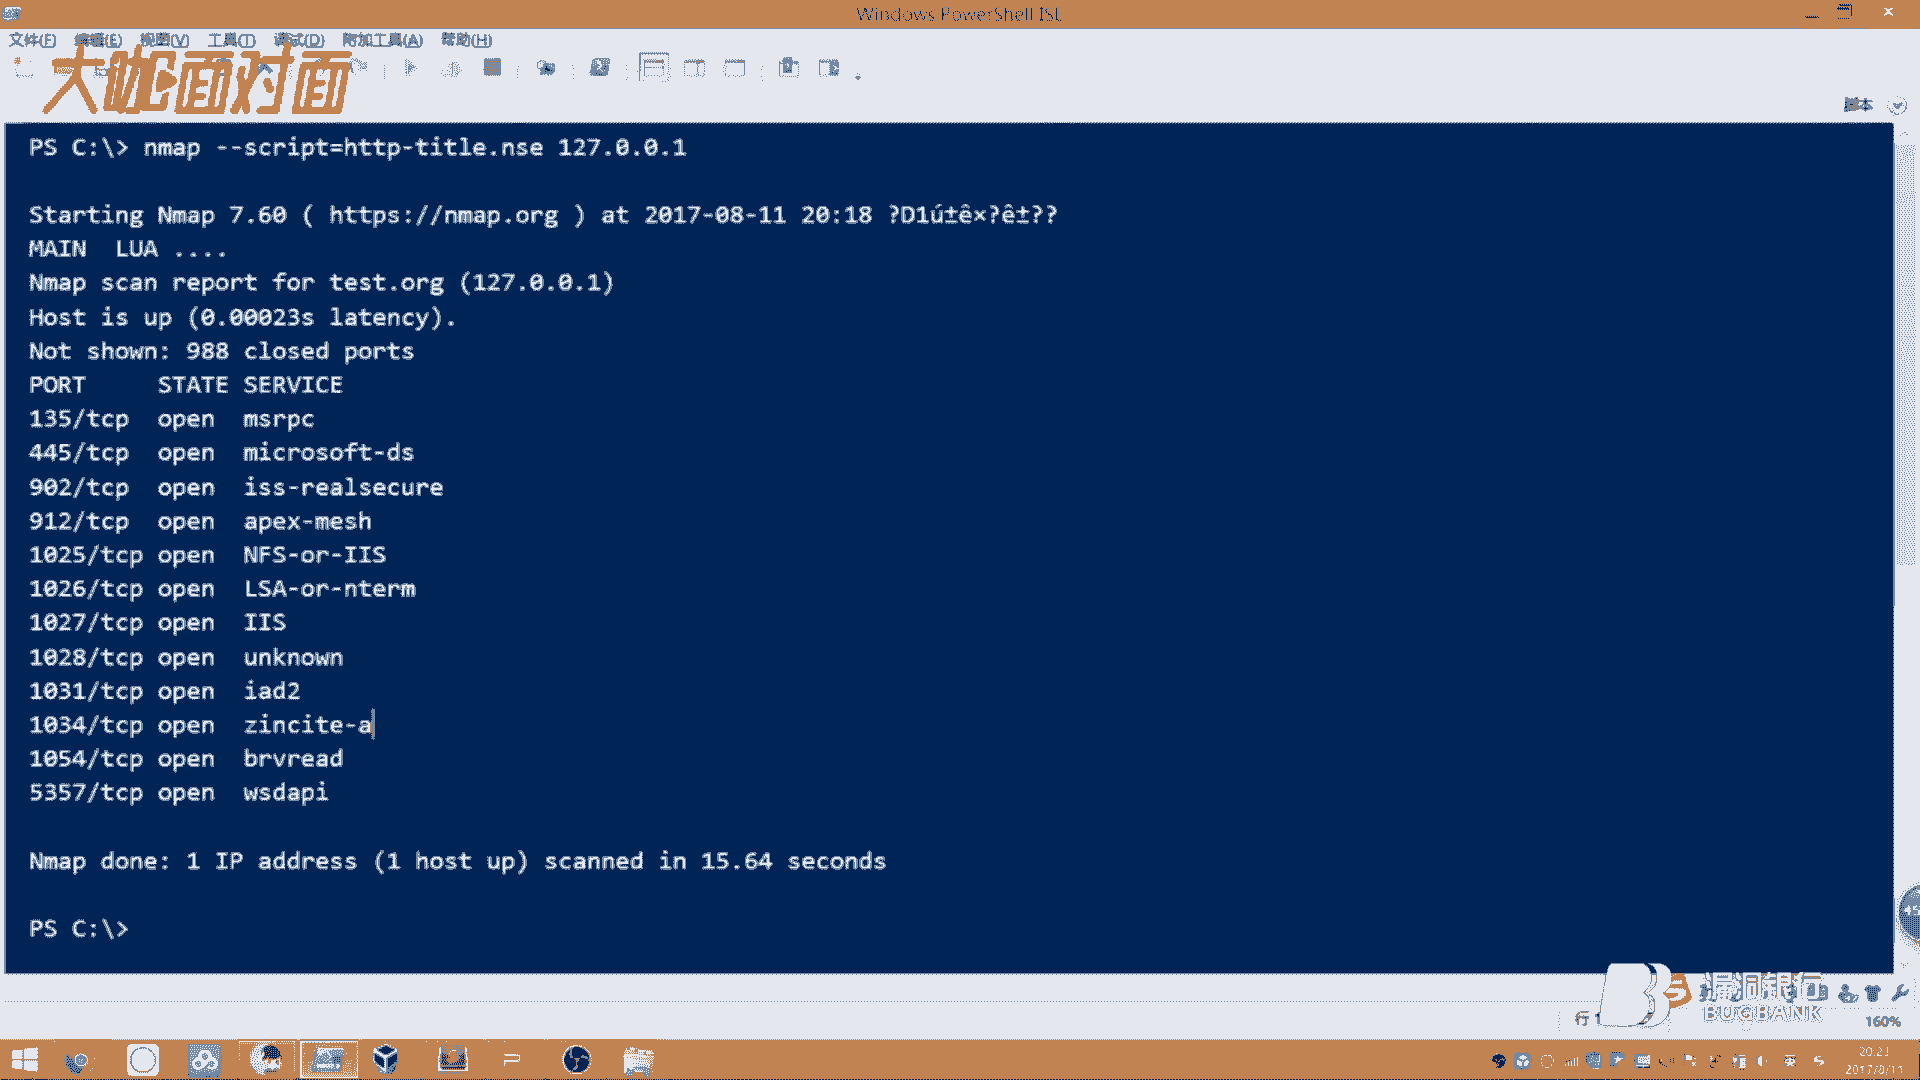 Windows PowerShell ISE
文件(F) 编辑(E) 视图(V) 工具(T) 调试(D) 附加工具(A) 帮助(H)
大咖面对面
脚本
PS C:\> nmap --script=http-title.nse 127.0.0.1
Starting Nmap 7.60 ( https://nmap.org ) at 2017-08-11 20:18 ?D1ú±ê×?ê±??
MAIN  LUA ....
Nmap scan report for test.org (127.0.0.1)
Host is up (0.00023s latency).
Not shown: 988 closed ports
PORT     STATE SERVICE
135/tcp  open  msrpc
445/tcp  open  microsoft-ds
902/tcp  open  iss-realsecure
912/tcp  open  apex-mesh
1025/tcp open  NFS-or-IIS
1026/tcp open  LSA-or-nterm
1027/tcp open  IIS
1028/tcp open  unknown
1031/tcp open  iad2
1034/tcp open  zincite-a
1054/tcp open  brvread
5357/tcp open  wsdapi
Nmap done: 1 IP address (1 host up) scanned in 15.64 seconds
PS C:\>
45
漏洞银行
BUGBANK
行 1
160%
20:21
2017/8/11